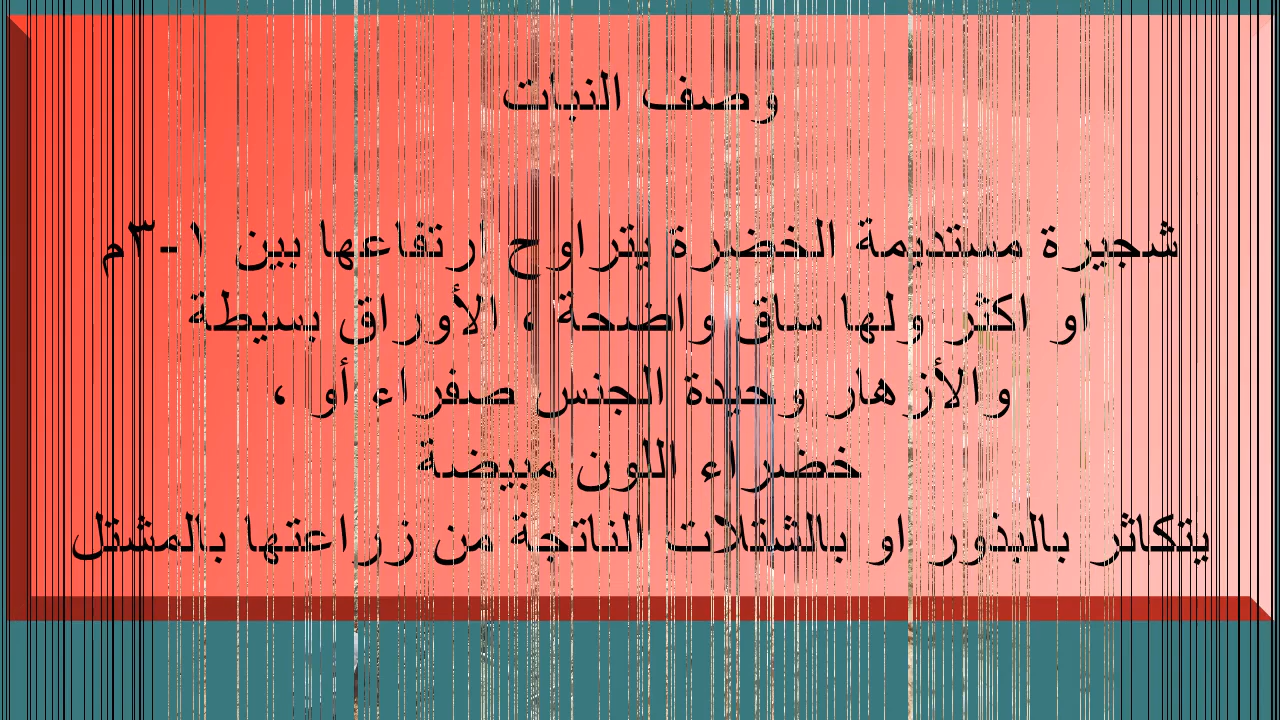 وصف النبات
شجيرة مستديمة الخضرة يتراوح ارتفاعها بين ١-٣م
او اكثر ولها ساق واضحة ، الأوراق بسيطة
والأزهار وحيدة الجنس صفراء أو ،
خضراء اللون مبيضة
يتكاثر بالبذور او بالشتلات الناتجة من زراعتها بالمشتل